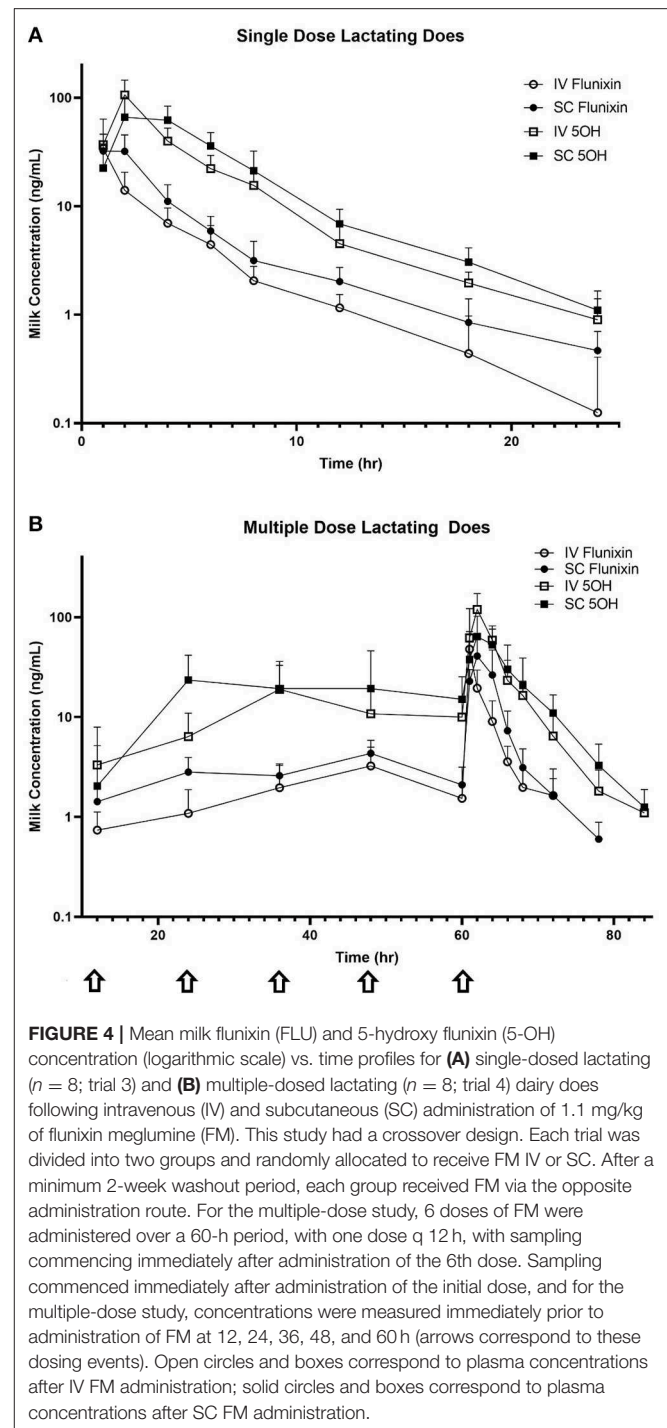 A
Single Dose Lactating Does
IV Flunixin
SC Flunixin
IV 5OH
SC 5OH
Milk Concentration (ng/mL)
100
10
1
0.1
0
10
20
Time (hr)
B
Multiple Dose Lactating Does
IV Flunixin
SC Flunixin
IV 5OH
SC 5OH
Milk Concentration (ng/mL)
100
10
1
0.1
20
40
60
80
Time (hr)
FIGURE 4 | Mean milk flunixin (FLU) and 5-hydroxy flunixin (5-OH)
concentration (logarithmic scale) vs. time profiles for (A) single-dosed lactating
(n = 8; trial 3) and (B) multiple-dosed lactating (n = 8; trial 4) dairy does
following intravenous (IV) and subcutaneous (SC) administration of 1.1 mg/kg
of flunixin meglumine (FM). This study had a crossover design. Each trial was
divided into two groups and randomly allocated to receive FM IV or SC. After a
minimum 2-week washout period, each group received FM via the opposite
administration route. For the multiple-dose study, 6 doses of FM were
administered over a 60-h period, with one dose q 12 h, with sampling
commencing immediately after administration of the 6th dose. Sampling
commenced immediately after administration of the initial dose, and for the
multiple-dose study, concentrations were measured immediately prior to
administration of FM at 12, 24, 36, 48, and 60 h (arrows correspond to these
dosing events). Open circles and boxes correspond to plasma concentrations
after IV FM administration; solid circles and boxes correspond to plasma
concentrations after SC FM administration.